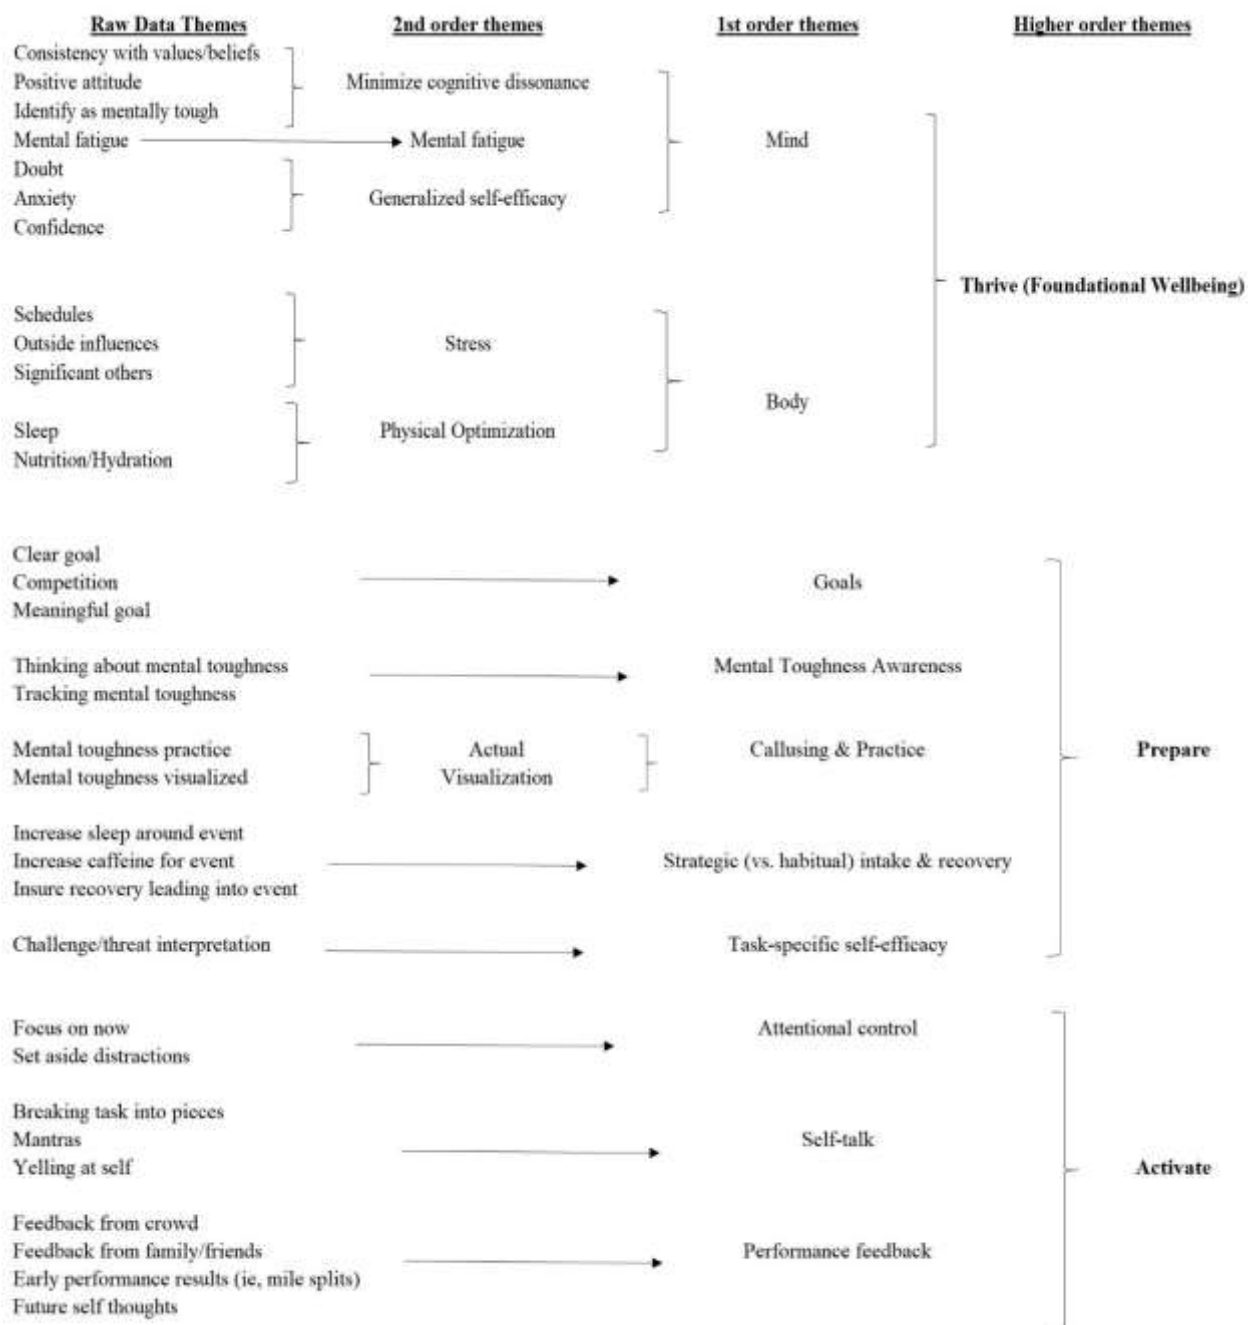 Raw Data Themes 2nd order themes 1st order themes Higher order themes
Consistency with values/beliefs
Positive attitude Minimize cognitive dissonance
Identify as mentally tough
Mental fatigue Mental fatigue Mind
Doubt
Anxiety Generalized self-efficacy
Confidence
Thrive (Foundational Wellbeing)
Schedules
Outside influences Stress
Significant others
Body
Sleep Physical Optimization
Nutrition/Hydration
Clear goal
Competition Goals
Meaningful goal
Thinking about mental toughness Mental Toughness Awareness
Tracking mental toughness
Mental toughness practice Actual Callusing & Practice Prepare
Mental toughness visualized Visualization
Increase sleep around event
Increase caffeine for event Strategic (vs. habitual) intake & recovery
Insure recovery leading into event
Challenge/threat interpretation Task-specific self-efficacy
Focus on now Attentional control
Set aside distractions
Breaking task into pieces
Mantras Self-talk
Yelling at self Activate
Feedback from crowd
Feedback from family/friends Performance feedback
Early performance results (ie, mile splits)
Future self thoughts